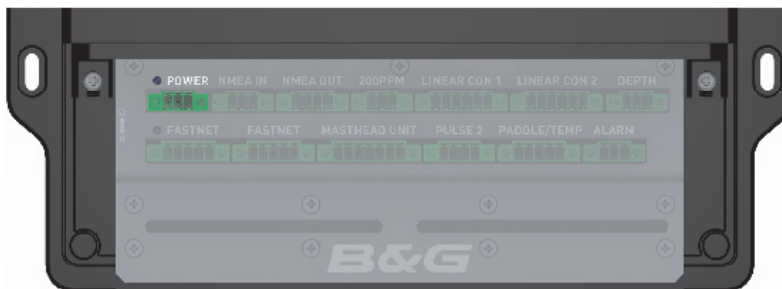 POWER NMEA IN NMEA OUT 200PPM LINEAR CON 1 LINEAR CON 2 DEPTH
FASTNET FASTNET MASTHEAD UNIT PULSE 2 PADDLE/TEMP ALARM
B&G